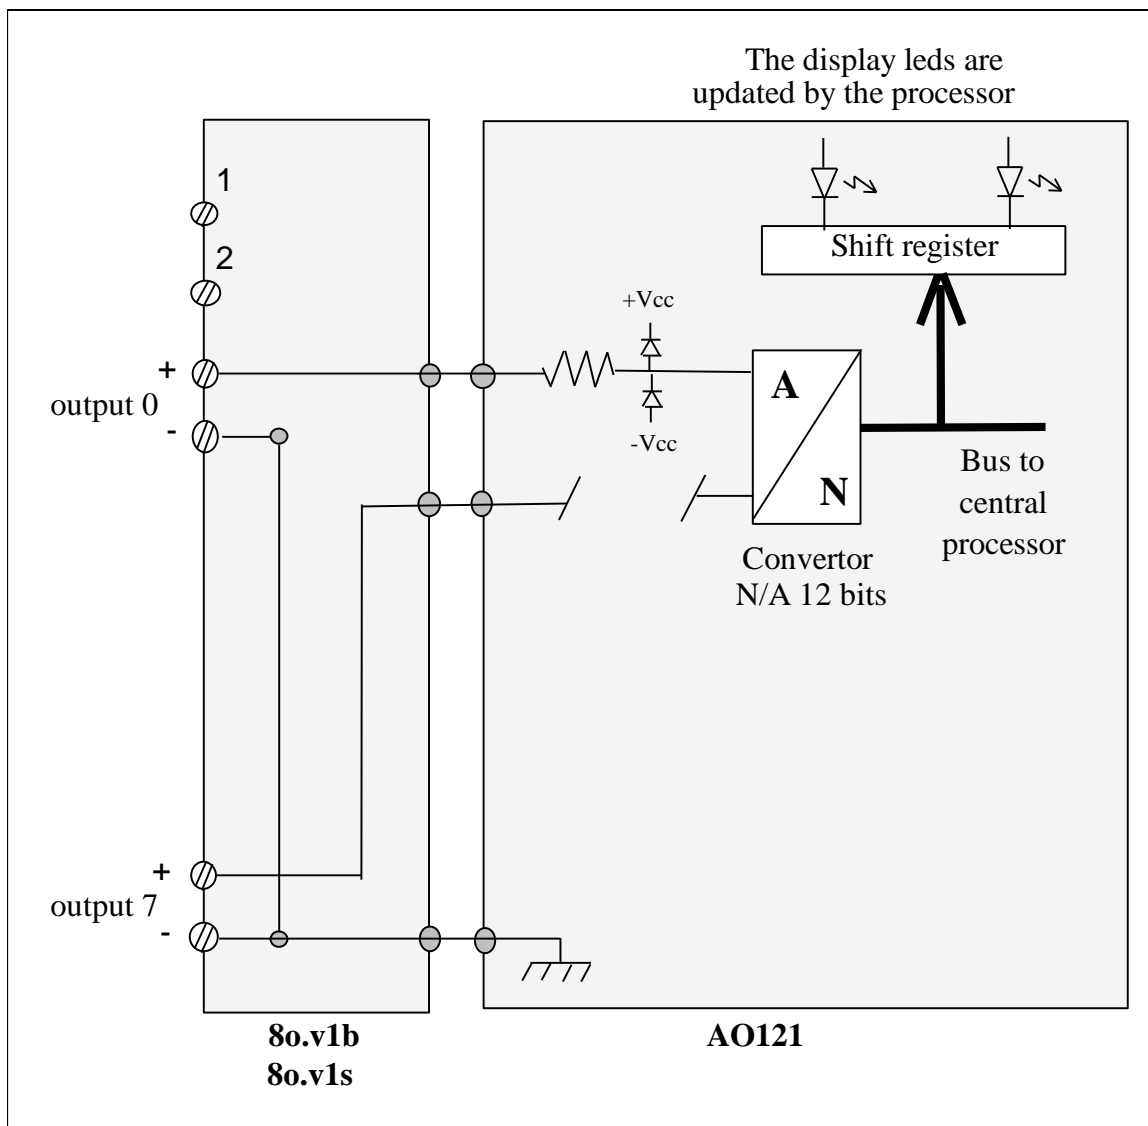 The display leds are
updated by the processor
1
2
Shift register
+Vcc
+
output 0
-
A
-Vcc
N
Bus to
central
processor
Convertor
N/A 12 bits
+
output 7
-
8o.v1b
8o.v1s
AO121